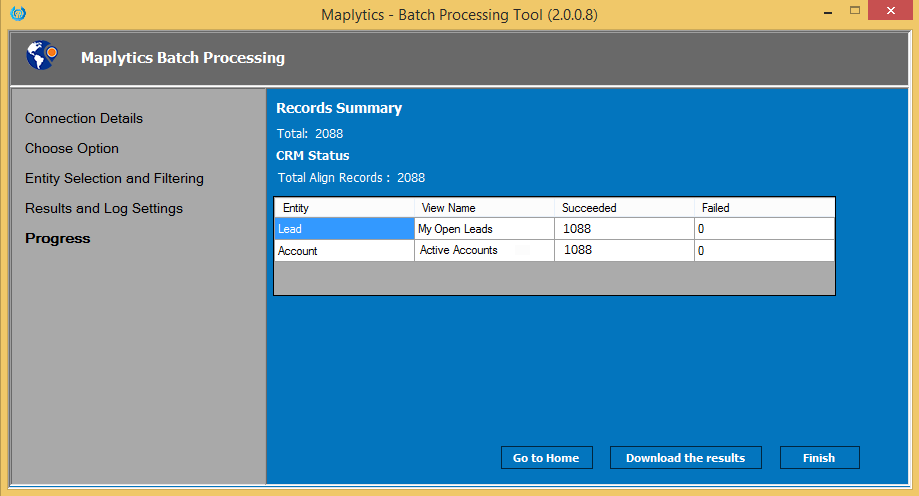 Maplytics - Batch Processing Tool (2.0.0.8)
Maplytics Batch Processing
Connection Details
Choose Option
Entity Selection and Filtering
Results and Log Settings
Progress
Records Summary
Total: 2088
CRM Status
Total Align Records : 2088
Entity View Name Succeeded Failed
Lead My Open Leads 1088 0
Account Active Accounts 1088 0
Go to Home Download the results Finish